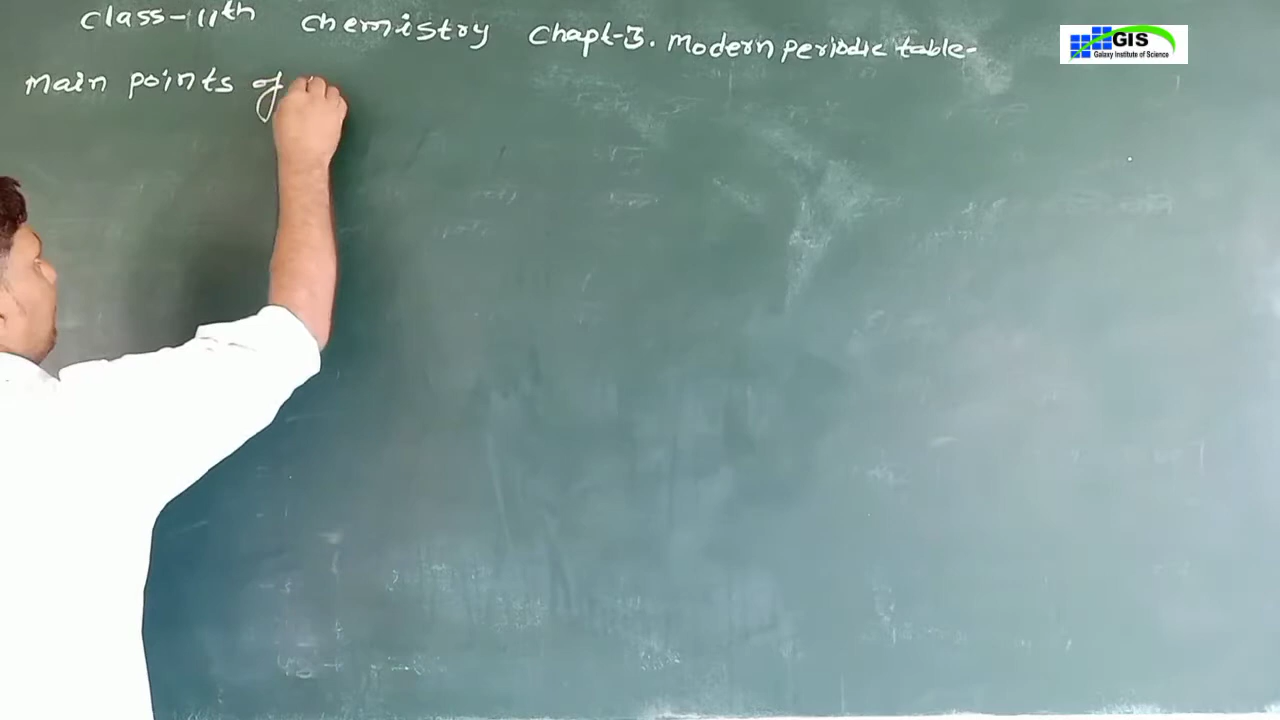 Class-11th Chemistry Chapt-3. Modern periodic table-
Main points of
GIS
Galaxy Institute of Science